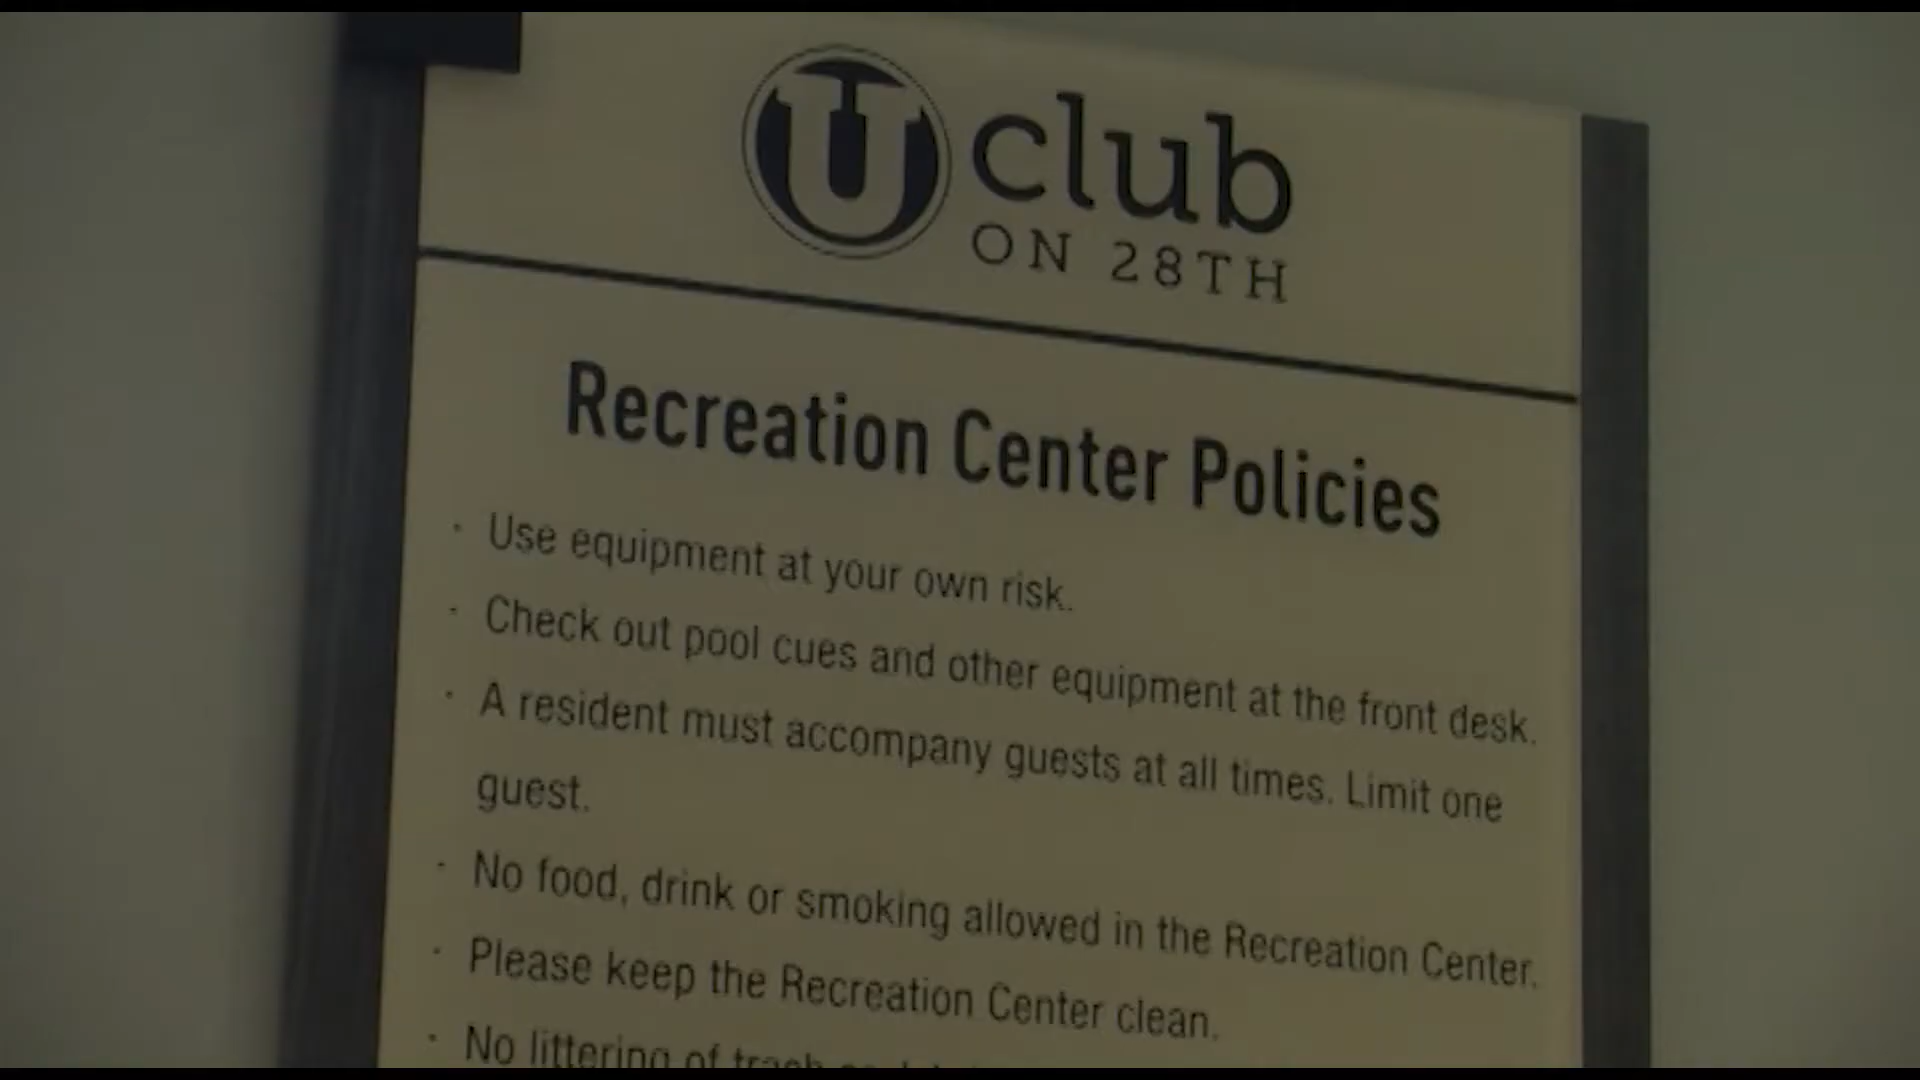 U club
ON 28TH
Recreation Center Policies
· Use equipment at your own risk.
· Check out pool cues and other equipment at the front desk.
· A resident must accompany guests at all times. Limit one
guest.
· No food, drink or smoking allowed in the Recreation Center.
· Please keep the Recreation Center clean.
· No littering of trash